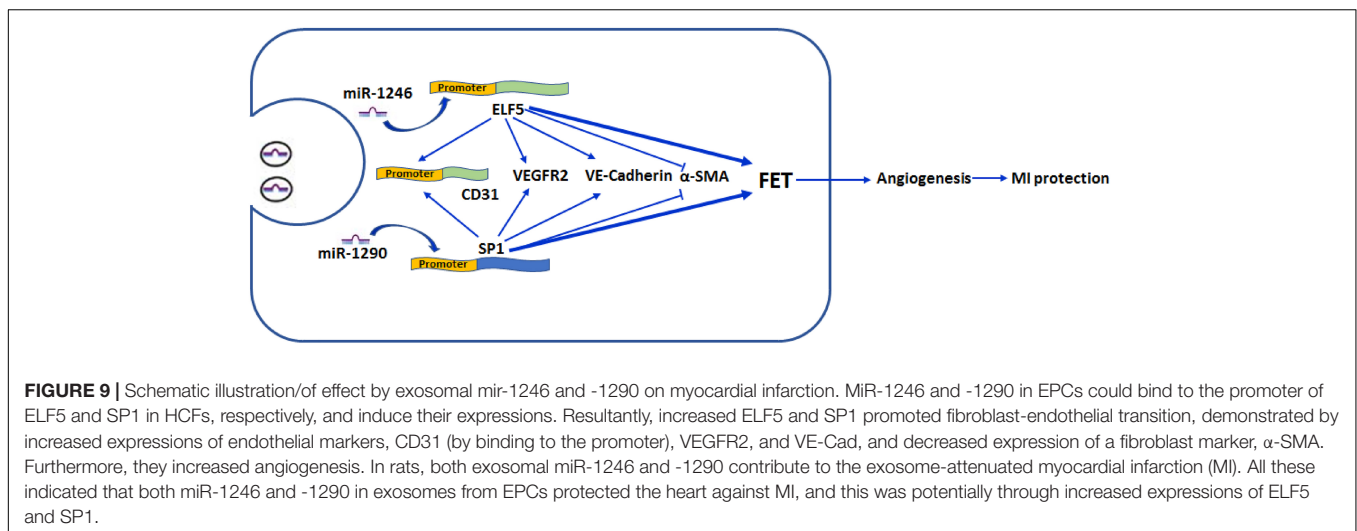 miR-1246
Promoter
ELF5
Promoter
CD31
VEGFR2
VE-Cadherin
α-SMA
FET
Angiogenesis
MI protection
miR-1290
SP1
Promoter
FIGURE 9 | Schematic illustration/of effect by exosomal mir-1246 and -1290 on myocardial infarction. MiR-1246 and -1290 in EPCs could bind to the promoter of
ELF5 and SP1 in HCFs, respectively, and induce their expressions. Resultantly, increased ELF5 and SP1 promoted fibroblast-endothelial transition, demonstrated by
increased expressions of endothelial markers, CD31 (by binding to the promoter), VEGFR2, and VE-Cad, and decreased expression of a fibroblast marker, α-SMA.
Furthermore, they increased angiogenesis. In rats, both exosomal miR-1246 and -1290 contribute to the exosome-attenuated myocardial infarction (MI). All these
indicated that both miR-1246 and -1290 in exosomes from EPCs protected the heart against MI, and this was potentially through increased expressions of ELF5
and SP1.